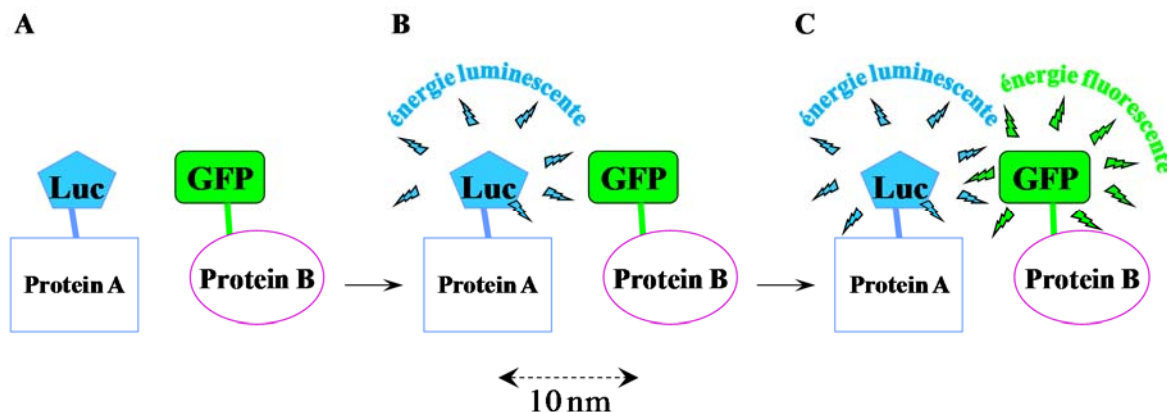 A
Luc
GFP
Protein A
Protein B
B
énergie luminescente
Luc
GFP
Protein A
Protein B
10 nm
C
énergie luminescente
énergie fluorescente
Luc
GFP
Protein A
Protein B